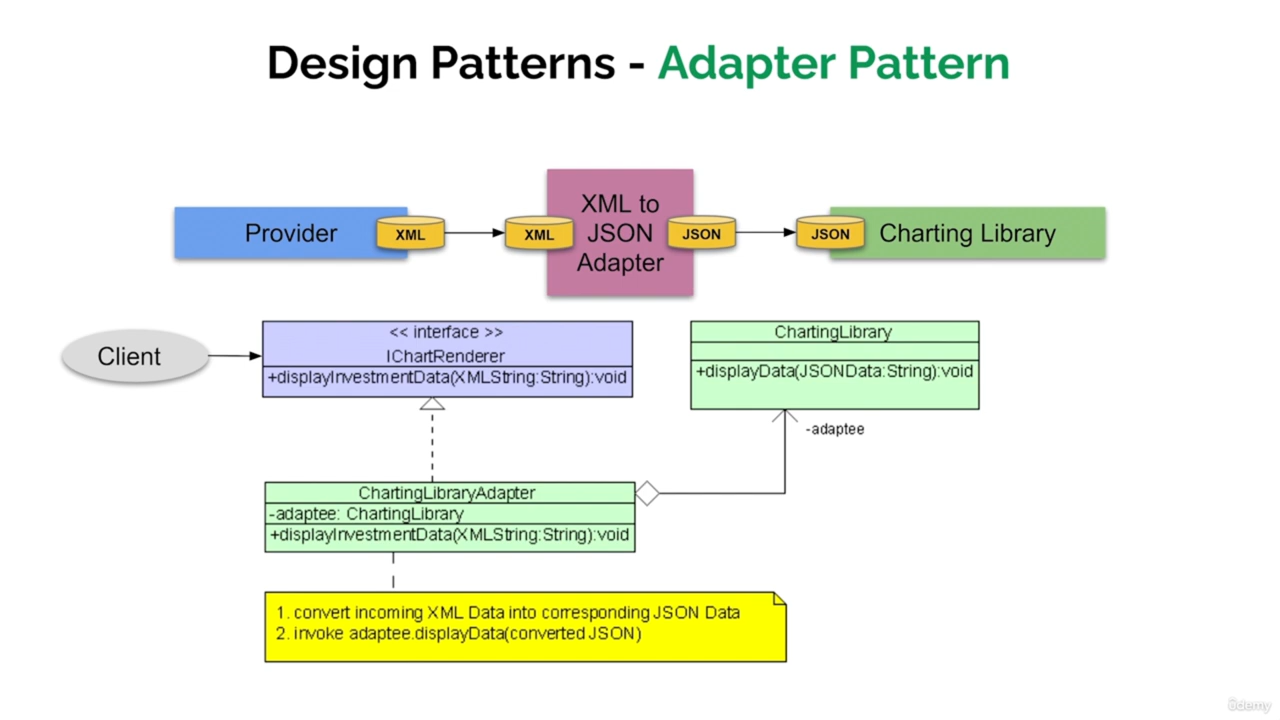 Design Patterns - Adapter Pattern
Provider
XML
XML
XML to
JSON
Adapter
JSON
JSON
Charting Library
Client
<< interface >>
IChartRenderer
+displayInvestmentData(XMLString:String):void
ChartingLibrary
+displayData(JSONData:String):void
-adaptee
ChartingLibraryAdapter
-adaptee: ChartingLibrary
+displayInvestmentData(XMLString:String):void
1. convert incoming XML Data into corresponding JSON Data
2. invoke adaptee.displayData(converted JSON)
ûdemy